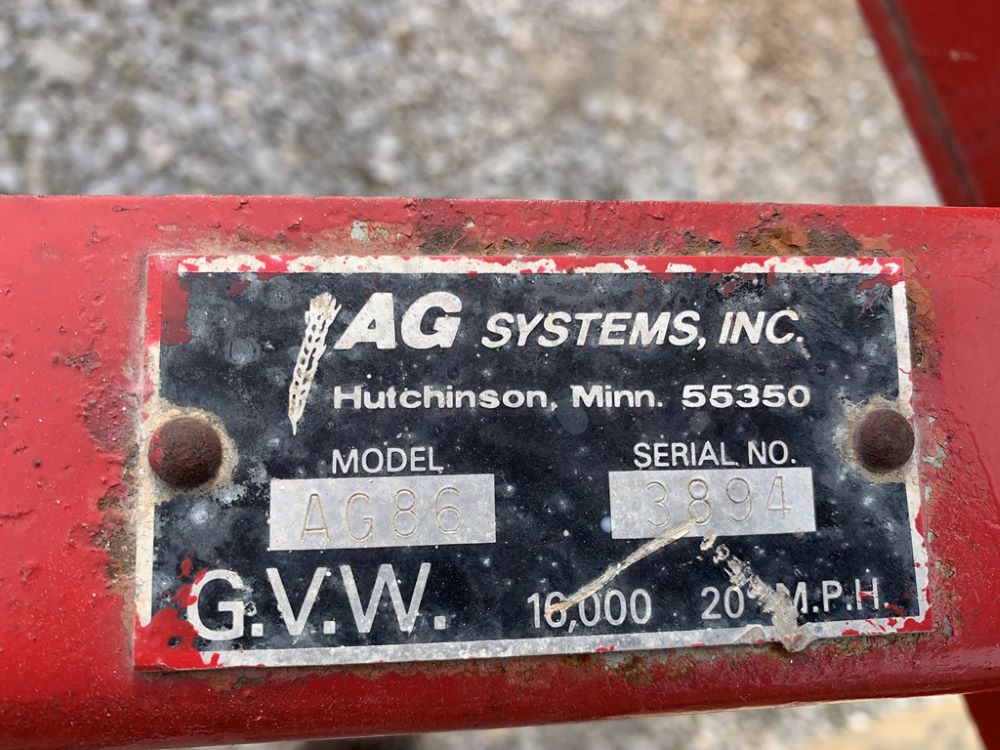 AG SYSTEMS, INC.
Hutchinson, Minn. 55350
MODEL SERIAL NO.
AG86 3894
G.V.W. 16,000 20 M.P.H.